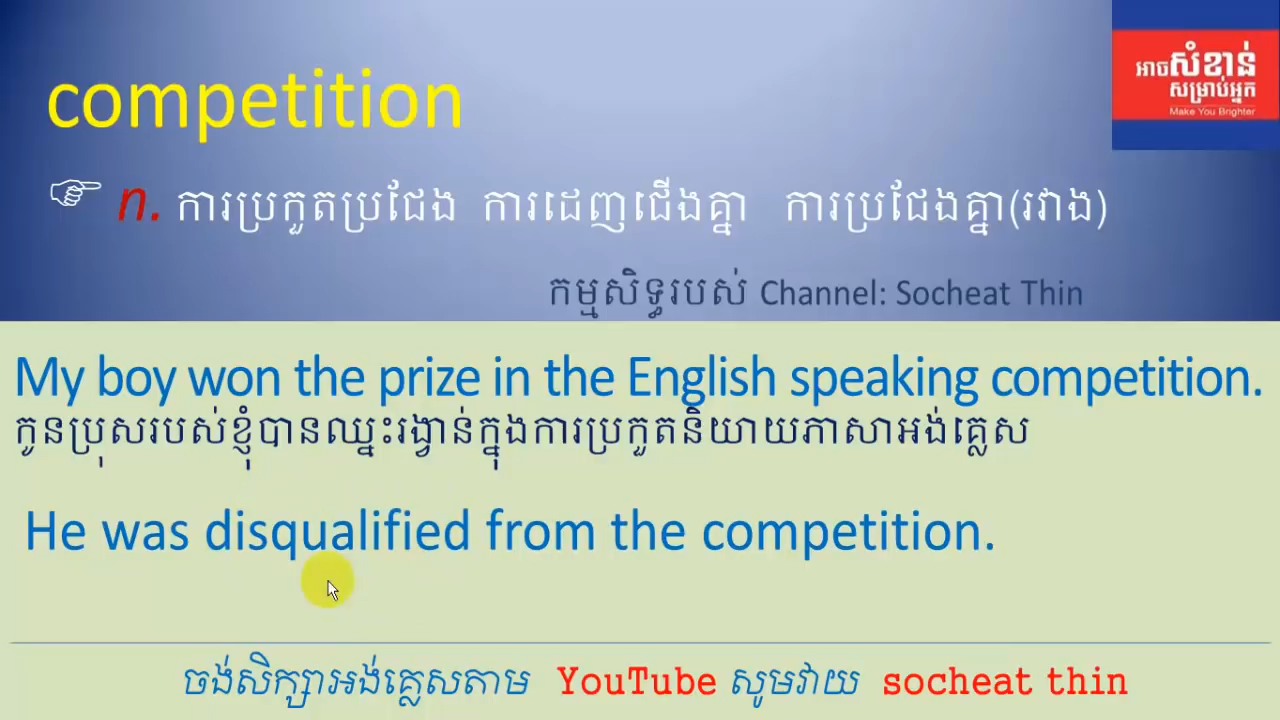 អាចសំខាន់
សម្រាប់អ្នក
Make You Brighter
competition
n. ការប្រកួតប្រជែង ការដេញជើងគ្នា ការប្រជែងគ្នា(រវាង)
កម្មសិទ្ធរបស់ Channel: Socheat Thin
My boy won the prize in the English speaking competition.
កូនប្រុសរបស់ខ្ញុំបានឈ្នះរង្វាន់ក្នុងការប្រកួតនិយាយភាសាអង់គ្លេស
He was disqualified from the competition.
ចង់សិក្សាអង់គ្លេសតាម YouTube សូមវាយ socheat thin